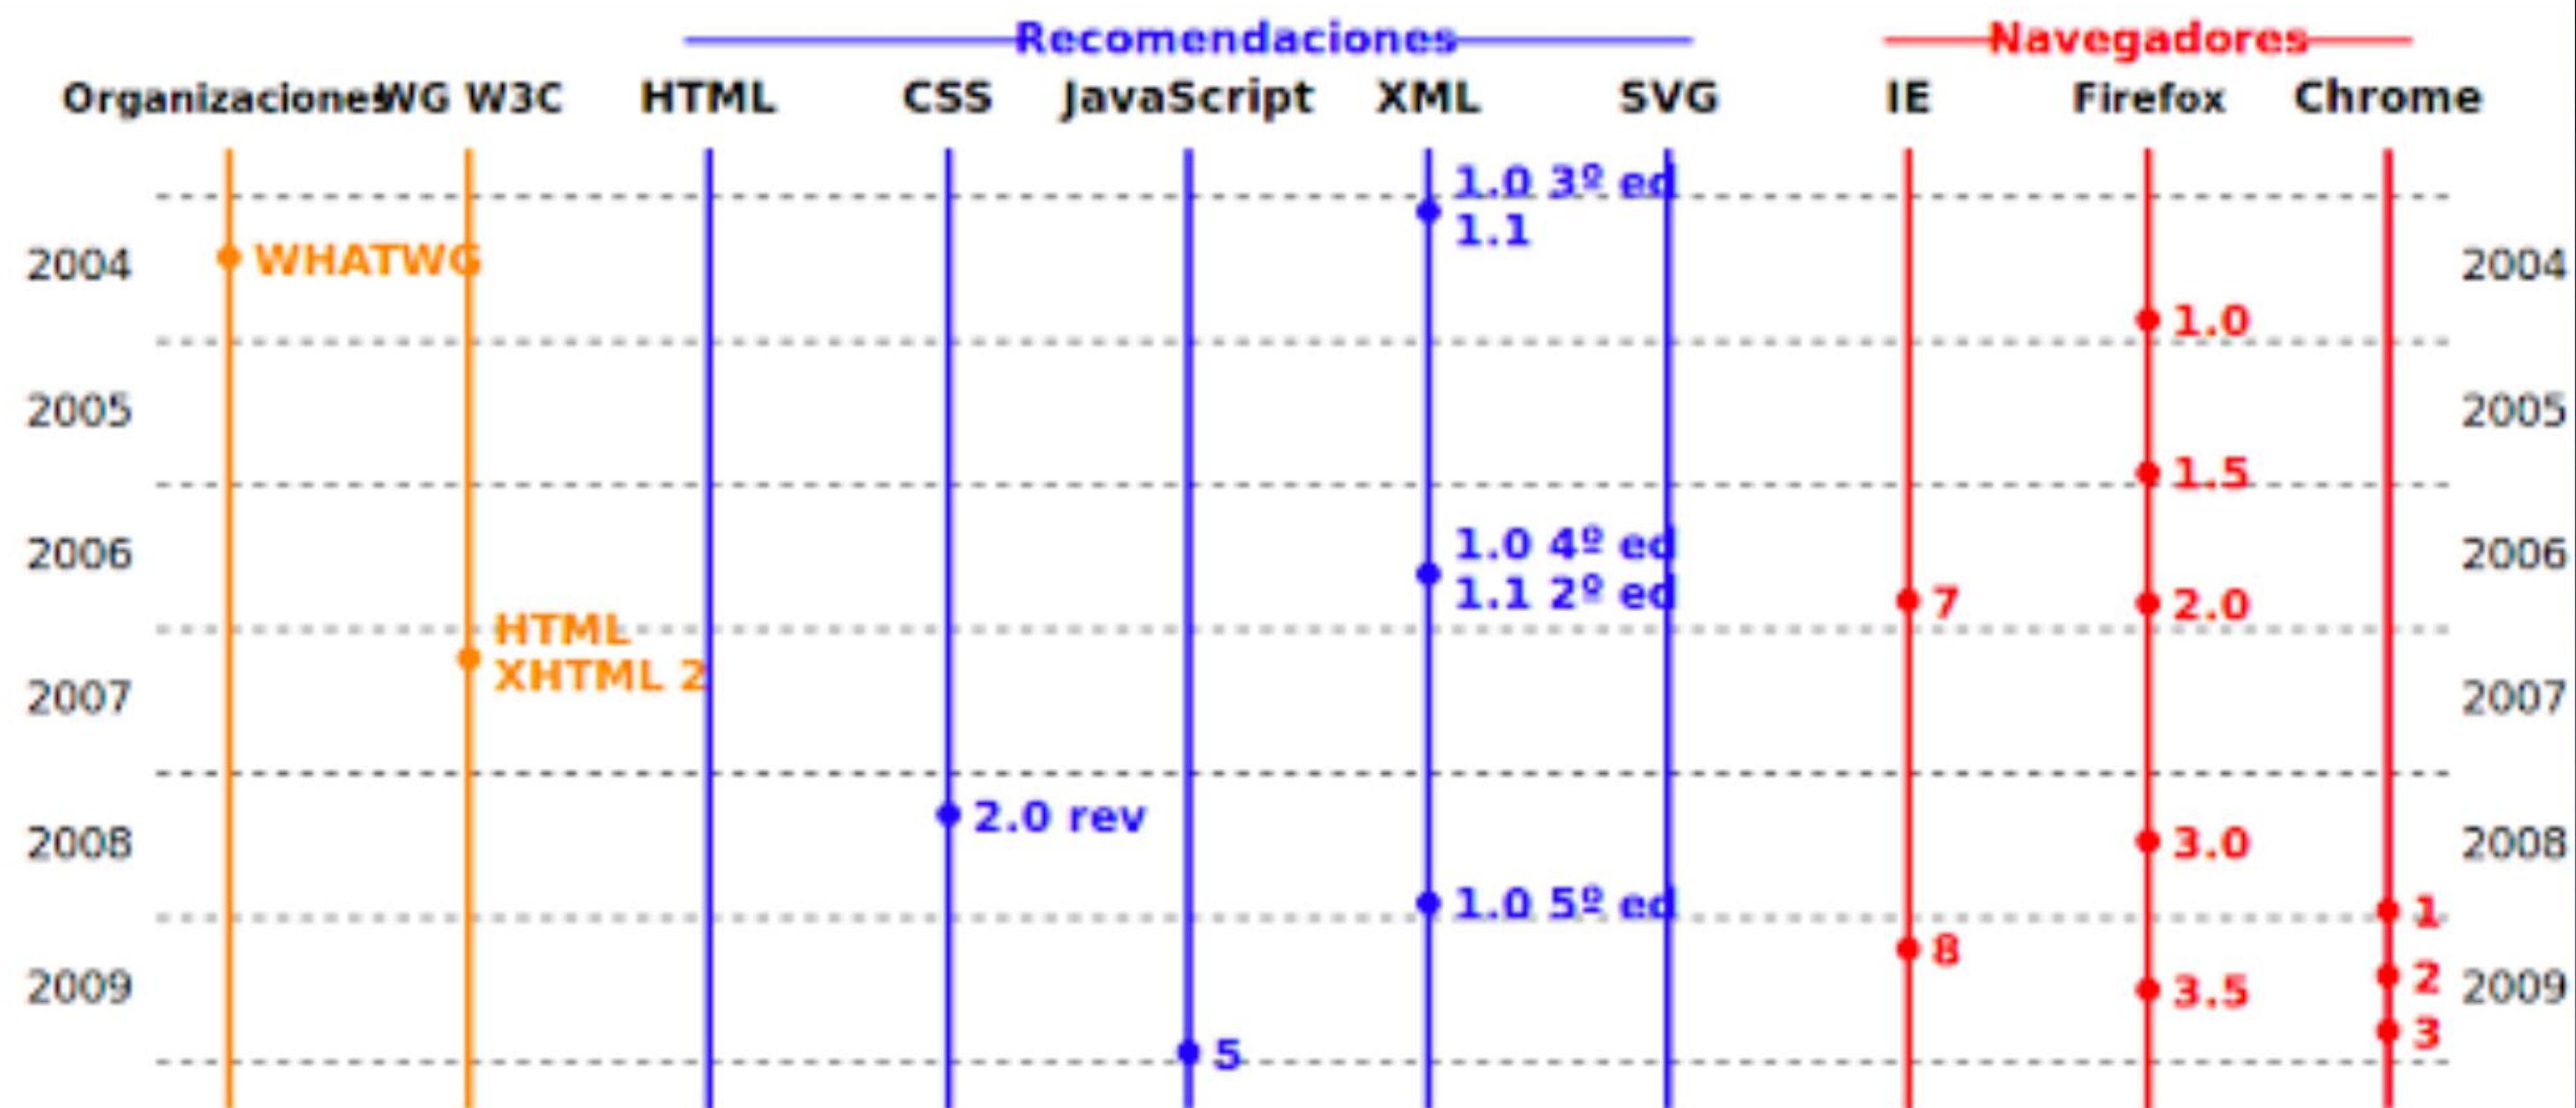 Recomendaciones Navegadores
Organizaciones WG W3C HTML CSS JavaScript XML SVG IE Firefox Chrome
1.0 3º ed
1.1
2004 WHATWG 2004
1.0
2005 2005
1.5
1.0 4º ed
2006 2006
1.1 2º ed 7 2.0
HTML
XHTML 2
2007 2007
2.0 rev
2008 3.0 2008
1.0 5º ed 1
8
2 
2009 3.5 2009
3
5